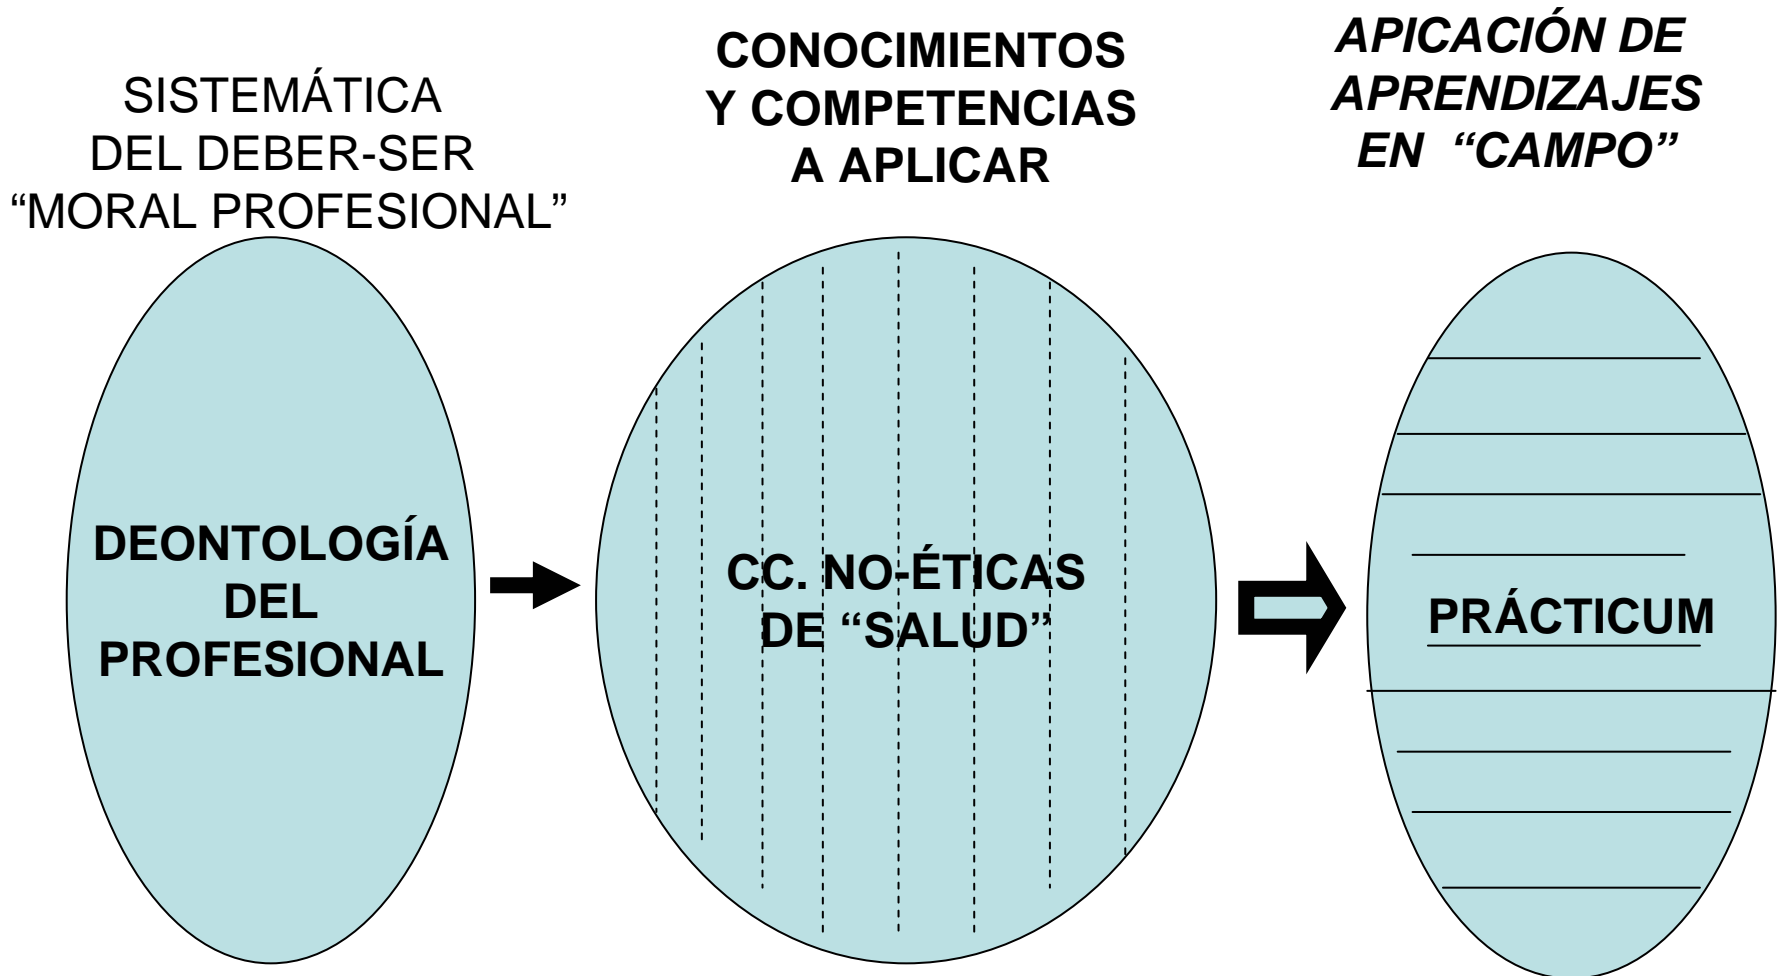 SISTEMÁTICA
DEL DEBER-SER
“MORAL PROFESIONAL”
CONOCIMIENTOS
Y COMPETENCIAS
A APLICAR
APICACIÓN DE
APRENDIZAJES
EN “CAMPO”
DEONTOLOGÍA
DEL
PROFESIONAL
CC. NO-ÉTICAS
DE “SALUD”
PRÁCTICUM